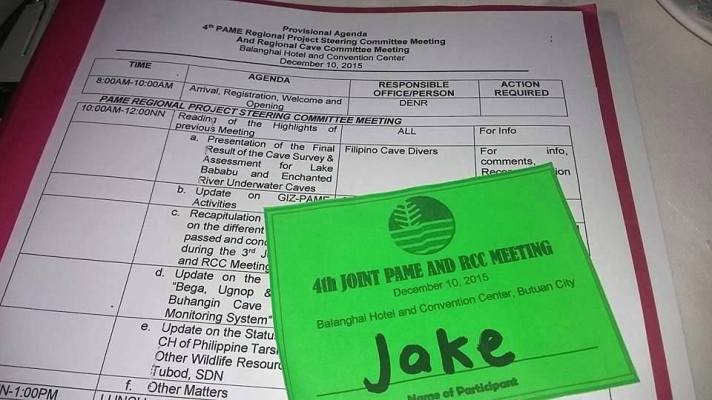 Provisional Agenda
4th PAME Regional Project Steering Committee Meeting
And Regional Cave Committee Meeting
Balanghai Hotel and Convention Center
December 10, 2015
TIME AGENDA RESPONSIBLE OFFICE/PERSON ACTION REQUIRED
8:00AM-10:00AM Arrival, Registration, Welcome and Opening DENR
PAME REGIONAL PROJECT STEERING COMMITTEE MEETING
10:00AM-12:00NN Reading of the Highlights of previous Meeting ALL For Info
a. Presentation of the Final Filipino Cave Divers For info,
Result of the Cave Survey & comments,
Assessment for Lake
Bababu and Enchanted
River Underwater Caves
b. Update on GIZ-PAME
Activities
c. Recapitulation
on the different
passed and
during the 3rd
and RCC Meeting
d. Update on the
"Bega, Ugnop &
Buhangin Cave
Monitoring System"
e. Update on the
CH of Philippine
Other Wildlife
Tubod, SDN
f. Other Matters
4th JOINT PAME AND RCC MEETING
December 10, 2015
Balanghai Hotel and Convention Center, Butuan City
Jake
Name of Participant